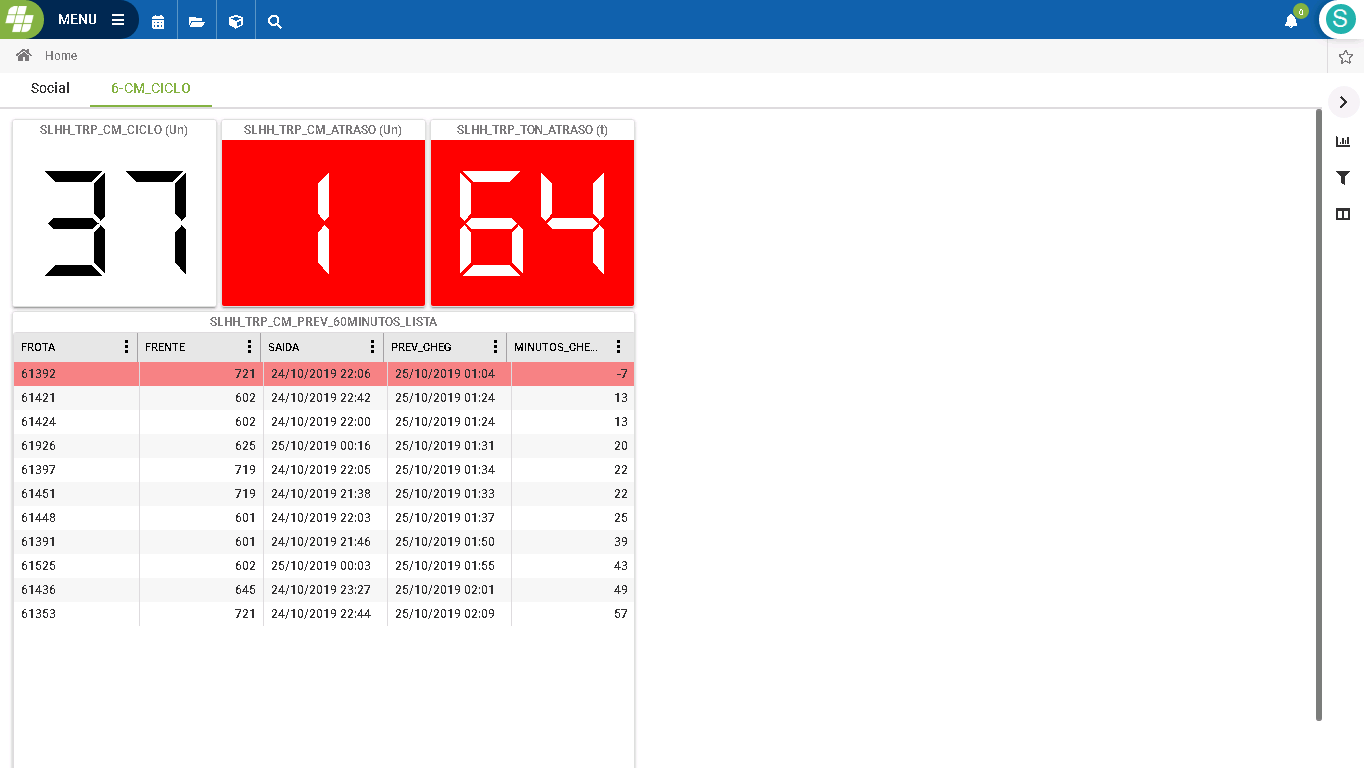 MENU
0
S
Home
Social 6-CM_CICLO
SLHH_TRP_CM_CICLO (Un) SLHH_TRP_CM_ATRASO (Un) SLHH_TRP_TON_ATRASO (t)
37 1 64
SLHH_TRP_CM_PREV_60MINUTOS_LISTA
FROTA FRENTE SAIDA PREV_CHEG MINUTOS_CHE...
61392 721 24/10/2019 22:06 25/10/2019 01:04 -7
61421 602 24/10/2019 22:42 25/10/2019 01:24 13
61424 602 24/10/2019 22:00 25/10/2019 01:24 13
61926 625 25/10/2019 00:16 25/10/2019 01:31 20
61397 719 24/10/2019 22:05 25/10/2019 01:34 22
61451 719 24/10/2019 21:38 25/10/2019 01:33 22
61448 601 24/10/2019 22:03 25/10/2019 01:37 25
61391 601 24/10/2019 21:46 25/10/2019 01:50 39
61525 602 25/10/2019 00:03 25/10/2019 01:55 43
61436 645 24/10/2019 23:27 25/10/2019 02:01 49
61353 721 24/10/2019 22:44 25/10/2019 02:09 57